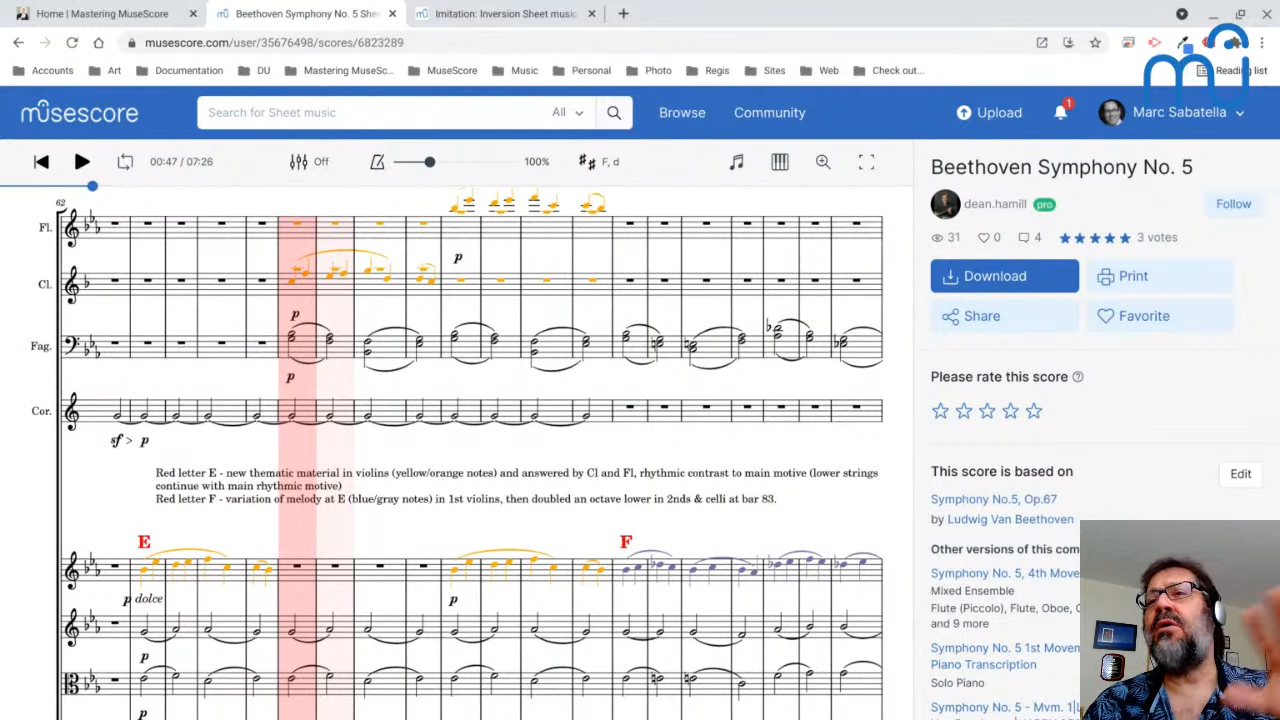 Home | Mastering MuseScore
Beethoven Symphony No. 5 Shee
Imitation: Inversion Sheet music
musescore.com/user/35676498/scores/6823289
Accounts Art Documentation DU Mastering MuseSc... MuseScore Music Personal Photo Regis Sites Web Check out... Reading list
musescore Search for Sheet music All Browse Community Upload 1 Marc Sabatella
00:47 / 07:26 Off 100% F, d
Beethoven Symphony No. 5
dean.hamill pro Follow
31 0 4 3 votes
Download Print
Share Favorite
Please rate this score
This score is based on Edit
Symphony No.5, Op.67
by Ludwig Van Beethoven
Other versions of this com
Symphony No. 5, 4th Move
Mixed Ensemble
Flute (Piccolo), Flute, Oboe, C
and 9 more
Symphony No. 5 1st Movem
Piano Transcription
Solo Piano
Symphony No. 5 - Mvm. 1|
62
Fl.
p
Cl.
p
Fag.
p
Cor.
sf > p
Red letter E - new thematic material in violins (yellow/orange notes) and answered by Cl and Fl, rhythmic contrast to main motive (lower strings
continue with main rhythmic motive)
Red letter F - variation of melody at E (blue/gray notes) in 1st violins, then doubled an octave lower in 2nds & celli at bar 83.
E F
p dolce p
p
p